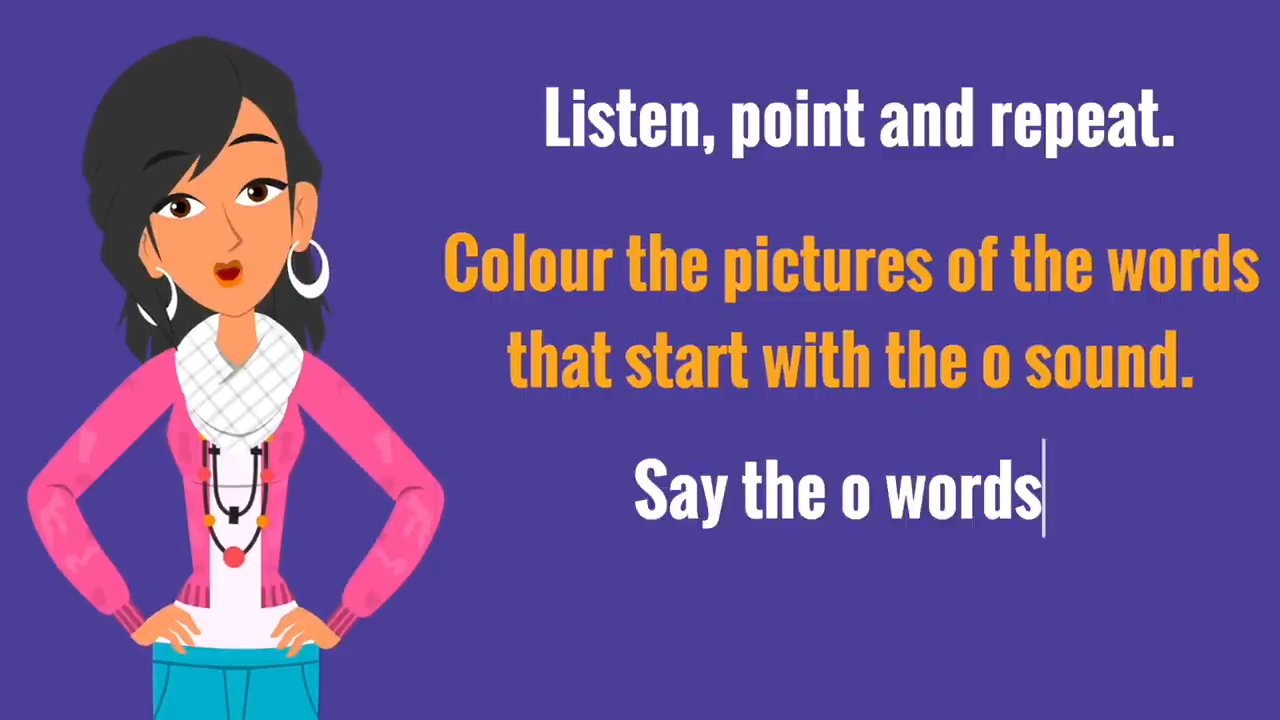 Listen, point and repeat.
Colour the pictures of the words
that start with the o sound.
Say the o words